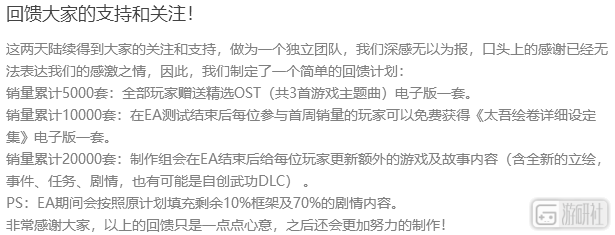 回馈大家的支持和关注！
这两天陆续得到大家的关注和支持，做为一个独立团队，我们深感无以为报，口头上的感谢已经无
法表达我们的感激之情，因此，我们制定了一个简单的回馈计划：
销量累计5000套：全部玩家赠送精选OST（共3首游戏主题曲）电子版一套。
销量累计10000套：在EA测试结束后每位参与首周销量的玩家可以免费获得《太吾绘卷详细设定
集》电子版一套。
销量累计20000套：制作组会在EA结束后给每位玩家更新额外的游戏及故事内容（含全新的立绘，
事件、任务、剧情，也有可能是自创武功DLC） 。
PS：EA期间会按照原计划填充剩余10%框架及70%的剧情内容。
非常感谢大家，以上的回馈只是一点点心意，之后还会更加努力的制作！
游研社